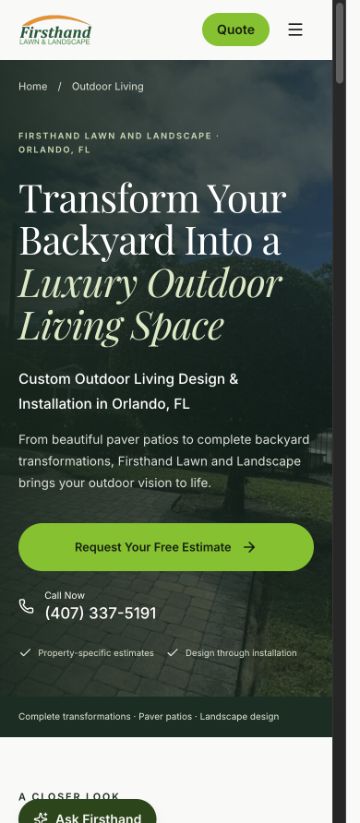 Firsthand
LAWN & LANDSCAPE
Quote
Home / Outdoor Living
FIRSTHAND LAWN AND LANDSCAPE ·
ORLANDO, FL
Transform Your
Backyard Into a
Luxury Outdoor
Living Space
Custom Outdoor Living Design &
Installation in Orlando, FL
From beautiful paver patios to complete backyard
transformations, Firsthand Lawn and Landscape
brings your outdoor vision to life.
Request Your Free Estimate
Call Now
(407) 337-5191
Property-specific estimates
Design through installation
Complete transformations · Paver patios · Landscape design
A CLOSER LOOK
Ask Firsthand